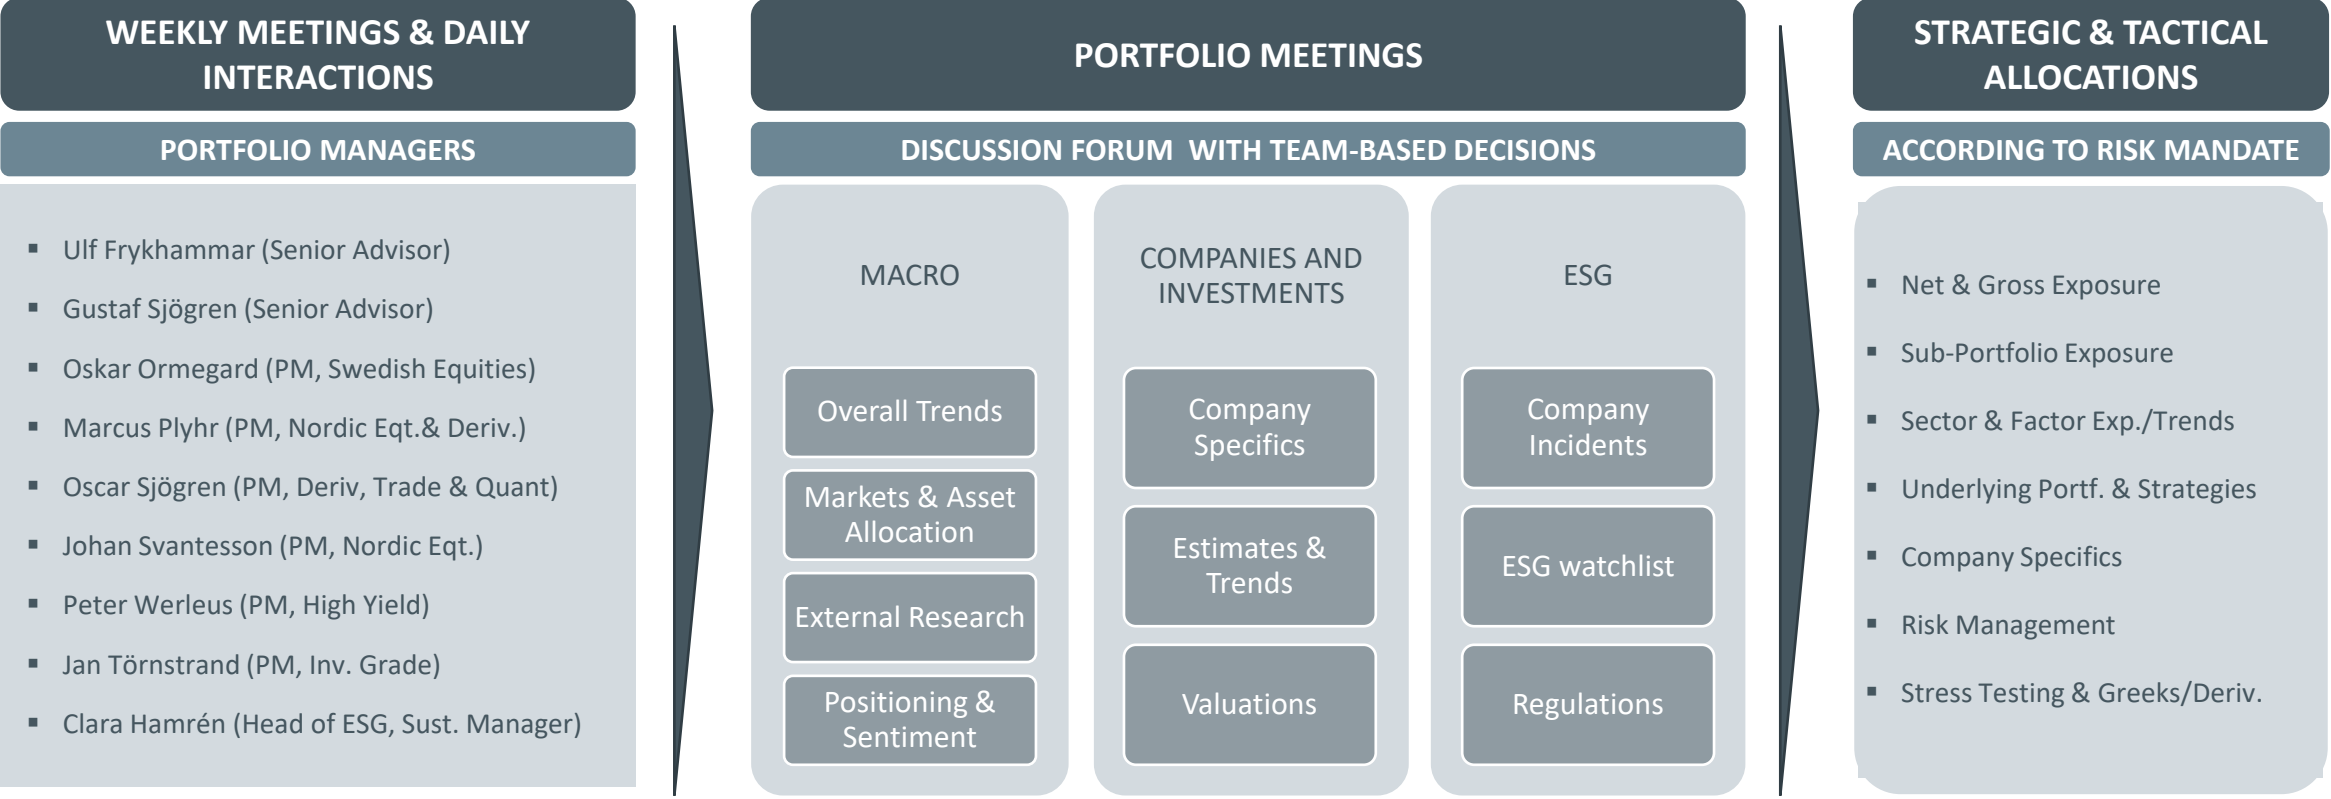 WEEKLY MEETINGS & DAILY
INTERACTIONS
PORTFOLIO MANAGERS
▪ Ulf Frykhammar (Senior Advisor)
▪ Gustaf Sjögren (Senior Advisor)
▪ Oskar Ormegard (PM, Swedish Equities)
▪ Marcus Plyhr (PM, Nordic Eqt.& Deriv.)
▪ Oscar Sjögren (PM, Deriv, Trade & Quant)
▪ Johan Svantesson (PM, Nordic Eqt.)
▪ Peter Werleus (PM, High Yield)
▪ Jan Törnstrand (PM, Inv. Grade)
▪ Clara Hamrén (Head of ESG, Sust. Manager)
PORTFOLIO MEETINGS
DISCUSSION FORUM WITH TEAM-BASED DECISIONS
MACRO
Overall Trends
Markets & Asset
Allocation
External Research
Positioning &
Sentiment
COMPANIES AND
INVESTMENTS
Company
Specifics
Estimates &
Trends
Valuations
ESG
Company
Incidents
ESG watchlist
Regulations
STRATEGIC & TACTICAL
ALLOCATIONS
ACCORDING TO RISK MANDATE
▪ Net & Gross Exposure
▪ Sub-Portfolio Exposure
▪ Sector & Factor Exp./Trends
▪ Underlying Portf. & Strategies
▪ Company Specifics
▪ Risk Management
▪ Stress Testing & Greeks/Deriv.